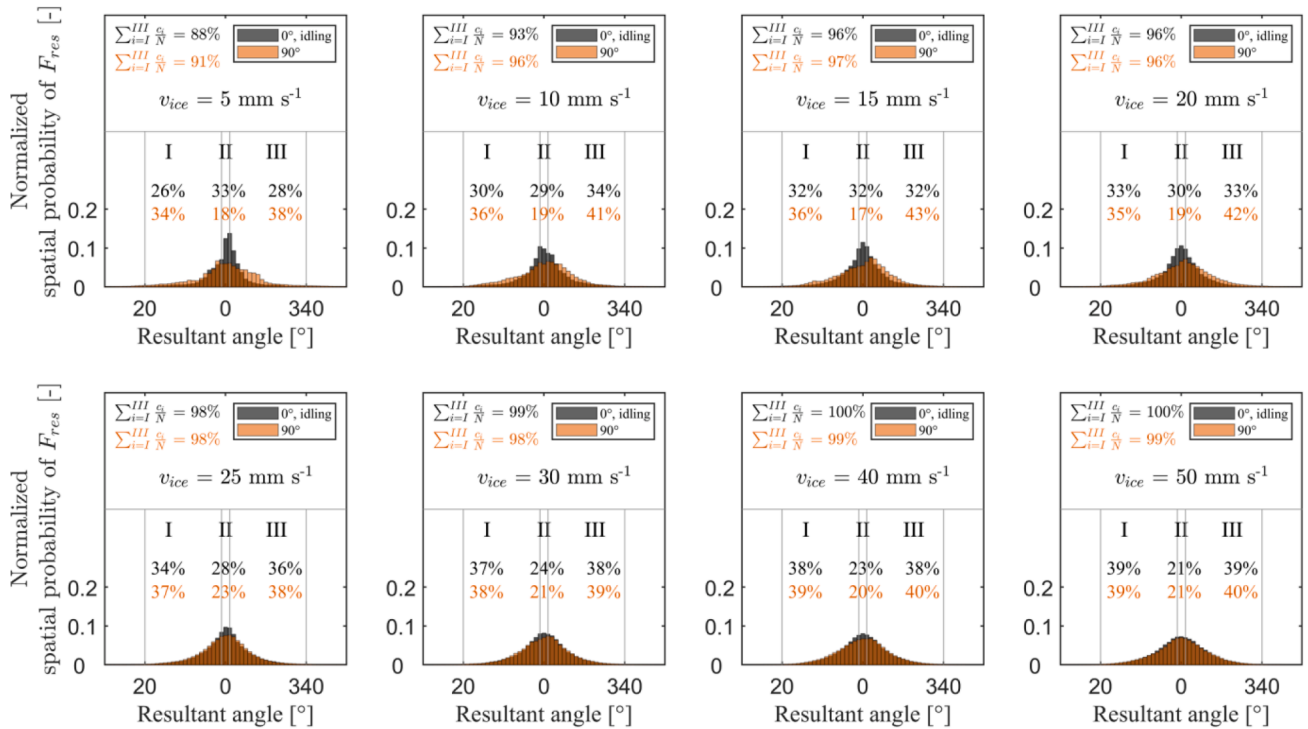 Normalized
spatial probability of F_res [-]
∑_{i=I}^{III} c_i/N = 88%
∑_{i=I}^{III} c_i/N = 91%
0°, idling
90°
v_ice = 5 mm s⁻¹
I II III
26% 33% 28%
34% 18% 38%
0.2
0.1
0
20 0 340
Resultant angle [°]
∑_{i=I}^{III} c_i/N = 93%
∑_{i=I}^{III} c_i/N = 96%
0°, idling
90°
v_ice = 10 mm s⁻¹
I II III
30% 29% 34%
36% 19% 41%
0.2
0.1
0
20 0 340
Resultant angle [°]
∑_{i=I}^{III} c_i/N = 96%
∑_{i=I}^{III} c_i/N = 97%
0°, idling
90°
v_ice = 15 mm s⁻¹
I II III
32% 32% 32%
36% 17% 43%
0.2
0.1
0
20 0 340
Resultant angle [°]
∑_{i=I}^{III} c_i/N = 96%
∑_{i=I}^{III} c_i/N = 96%
0°, idling
90°
v_ice = 20 mm s⁻¹
I II III
33% 30% 33%
35% 19% 42%
0.2
0.1
0
20 0 340
Resultant angle [°]
Normalized
spatial probability of F_res [-]
∑_{i=I}^{III} c_i/N = 98%
∑_{i=I}^{III} c_i/N = 98%
0°, idling
90°
v_ice = 25 mm s⁻¹
I II III
34% 28% 36%
37% 23% 38%
0.2
0.1
0
20 0 340
Resultant angle [°]
∑_{i=I}^{III} c_i/N = 99%
∑_{i=I}^{III} c_i/N = 98%
0°, idling
90°
v_ice = 30 mm s⁻¹
I II III
37% 24% 38%
38% 21% 39%
0.2
0.1
0
20 0 340
Resultant angle [°]
∑_{i=I}^{III} c_i/N = 100%
∑_{i=I}^{III} c_i/N = 99%
0°, idling
90°
v_ice = 40 mm s⁻¹
I II III
38% 23% 38%
39% 20% 40%
0.2
0.1
0
20 0 340
Resultant angle [°]
∑_{i=I}^{III} c_i/N = 100%
∑_{i=I}^{III} c_i/N = 99%
0°, idling
90°
v_ice = 50 mm s⁻¹
I II III
39% 21% 39%
39% 21% 40%
0.2
0.1
0
20 0 340
Resultant angle [°]